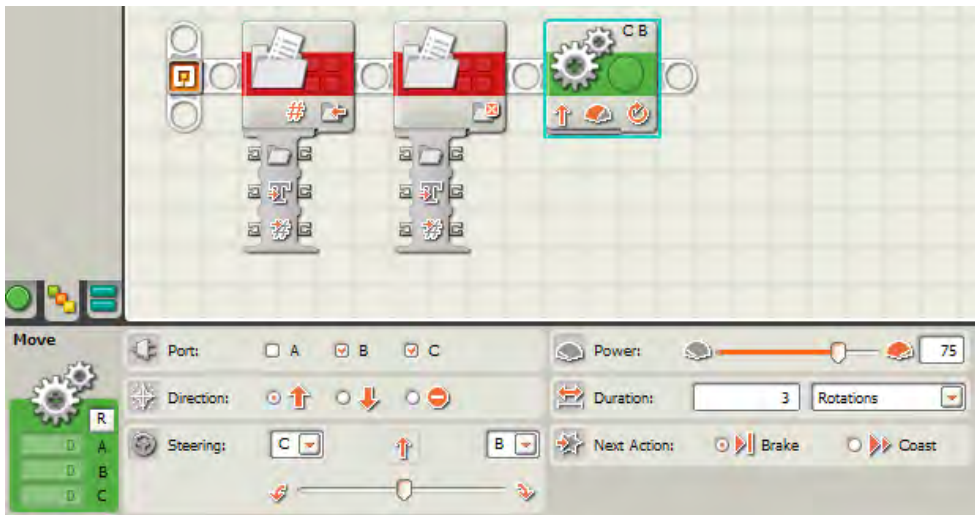 C B
Move
Port: A B C
Power: 75
Direction:
Duration: 3 Rotations
R
Steering: C B
Next Action: Brake Coast
D A
D B
D C